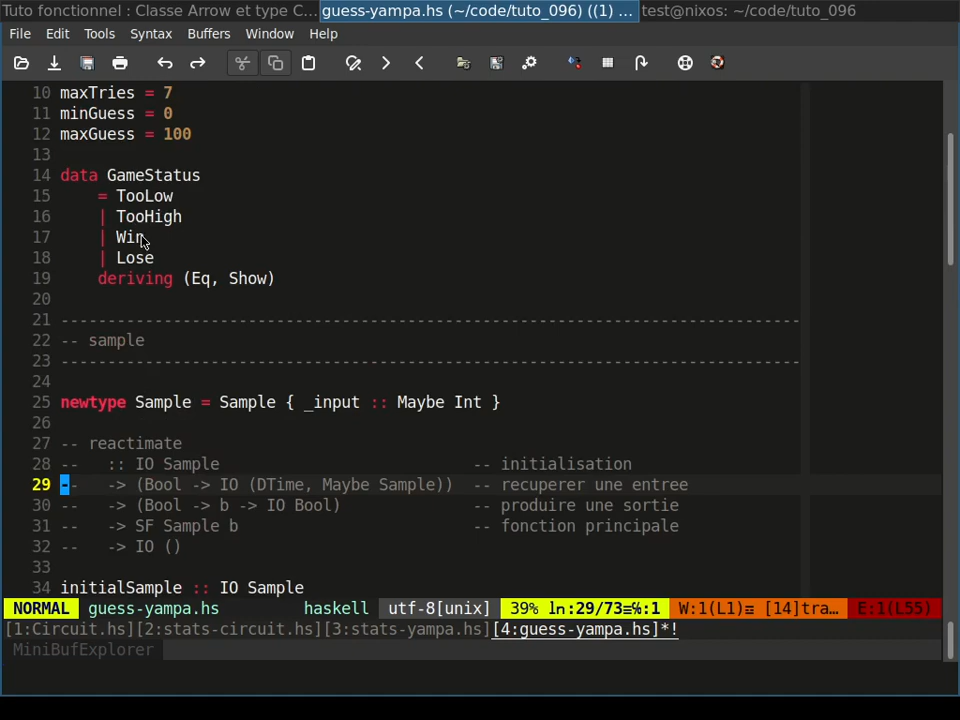 Tuto fonctionnel : Classe Arrow et type C... guess-yampa.hs (~/code/tuto_096) ((1) ... test@nixos: ~/code/tuto_096
File Edit Tools Syntax Buffers Window Help
10 maxTries = 7
11 minGuess = 0
12 maxGuess = 100
13
14 data GameStatus
15     = TooLow
16     | TooHigh
17     | Win
18     | Lose
19     deriving (Eq, Show)
20
21 -------------------------------------------------------------------------------
22 -- sample
23 -------------------------------------------------------------------------------
24
25 newtype Sample = Sample { _input :: Maybe Int }
26
27 -- reactimate
28 --   :: IO Sample                           -- initialisation
29 --   -> (Bool -> IO (DTime, Maybe Sample))  -- recuperer une entree
30 --   -> (Bool -> b -> IO Bool)              -- produire une sortie
31 --   -> SF Sample b                         -- fonction principale
32 --   -> IO ()
33
34 initialSample :: IO Sample
NORMAL guess-yampa.hs haskell utf-8[unix] 39% ln:29/73≡℅:1 W:1(L1)≡ [14]tra… E:1(L55)
[1:Circuit.hs][2:stats-circuit.hs][3:stats-yampa.hs][4:guess-yampa.hs]*!
MiniBufExplorer